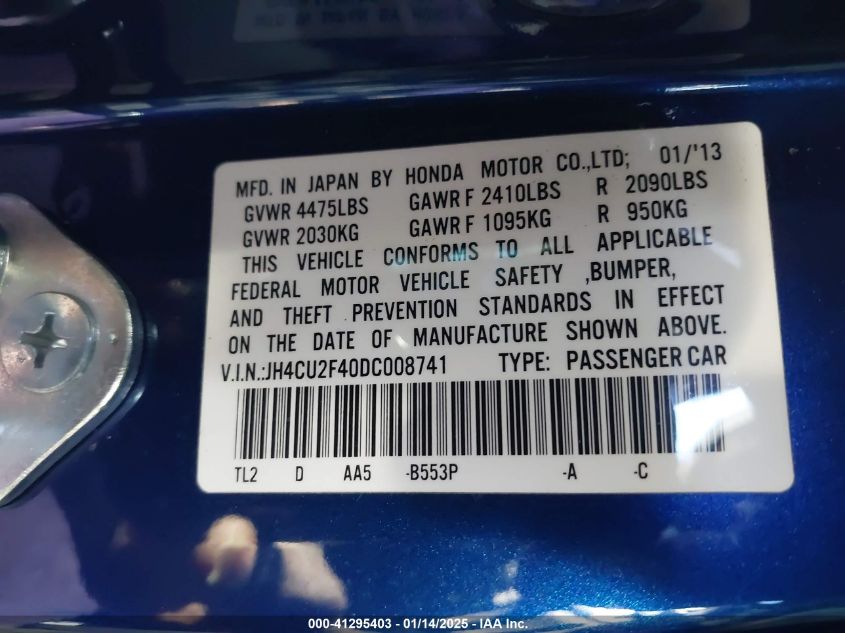 MFD. IN JAPAN BY HONDA MOTOR CO.,LTD; 01/'13
GVWR 4475LBS GAWR F 2410LBS R 2090LBS
GVWR 2030KG GAWR F 1095KG R 950KG
THIS VEHICLE CONFORMS TO ALL APPLICABLE
FEDERAL MOTOR VEHICLE SAFETY ,BUMPER,
AND THEFT PREVENTION STANDARDS IN EFFECT
ON THE DATE OF MANUFACTURE SHOWN ABOVE.
V.I.N.:JH4CU2F40DC008741 TYPE: PASSENGER CAR
TL2 D AA5 -B553P -A -C
000-41295403 - 01/14/2025 - IAA Inc.